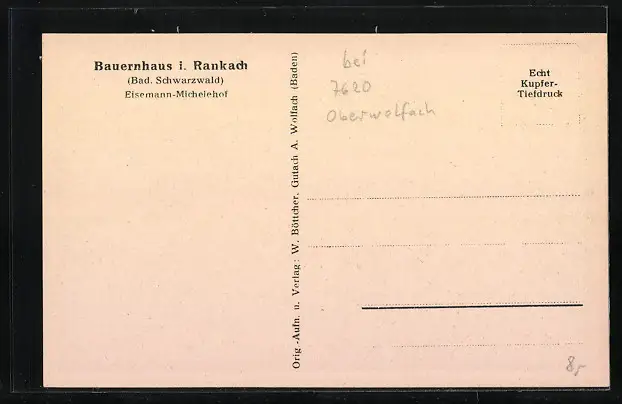 Bauernhaus i. Rankach
(Bad. Schwarzwald)
Eisemann-Michelehof
Orig.-Aufn. u. Verlag: W. Böttcher, Gutach A. Wolfach (Baden)
bei
7620
Oberwolfach
Echt
Kupfer-
Tiefdruck
8,-